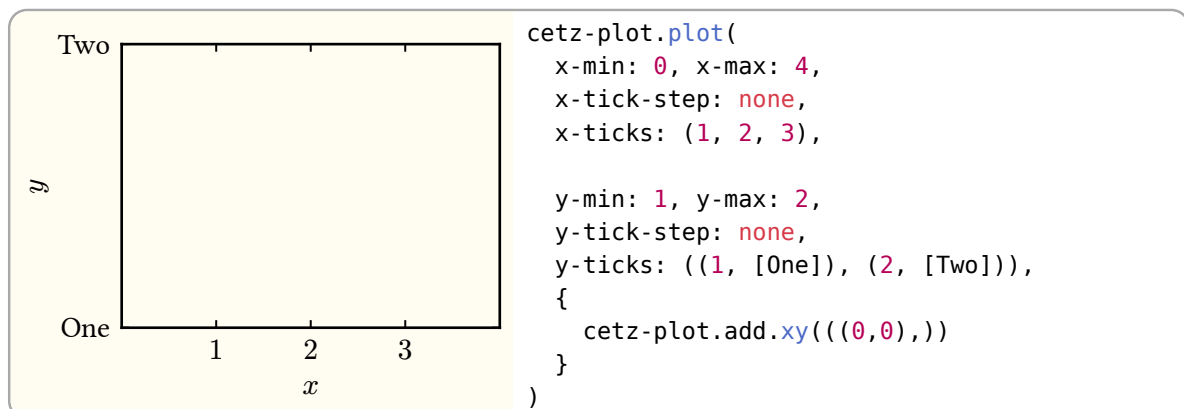 Two
y
One
1 2 3
x
cetz-plot.plot(
  x-min: 0, x-max: 4,
  x-tick-step: none,
  x-ticks: (1, 2, 3),

  y-min: 1, y-max: 2,
  y-tick-step: none,
  y-ticks: ((1, [One]), (2, [Two])),
  {
    cetz-plot.add.xy(((0,0),))
  }
)